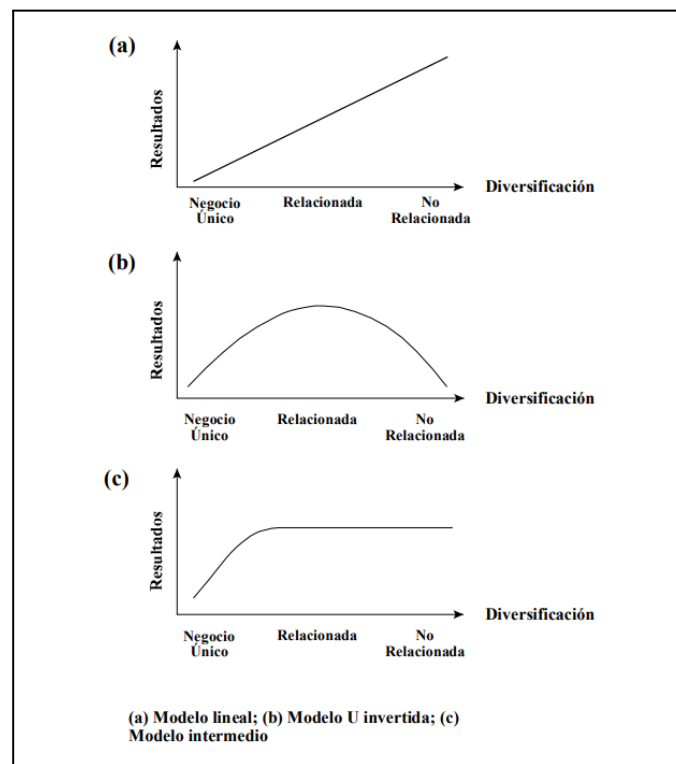 (a)
Resultados
Diversificación
Negocio
Único
Relacionada
No
Relacionada
(b)
Resultados
Diversificación
Negocio
Único
Relacionada
No
Relacionada
(c)
Resultados
Diversificación
Negocio
Único
Relacionada
No
Relacionada
(a) Modelo lineal; (b) Modelo U invertida; (c)
Modelo intermedio